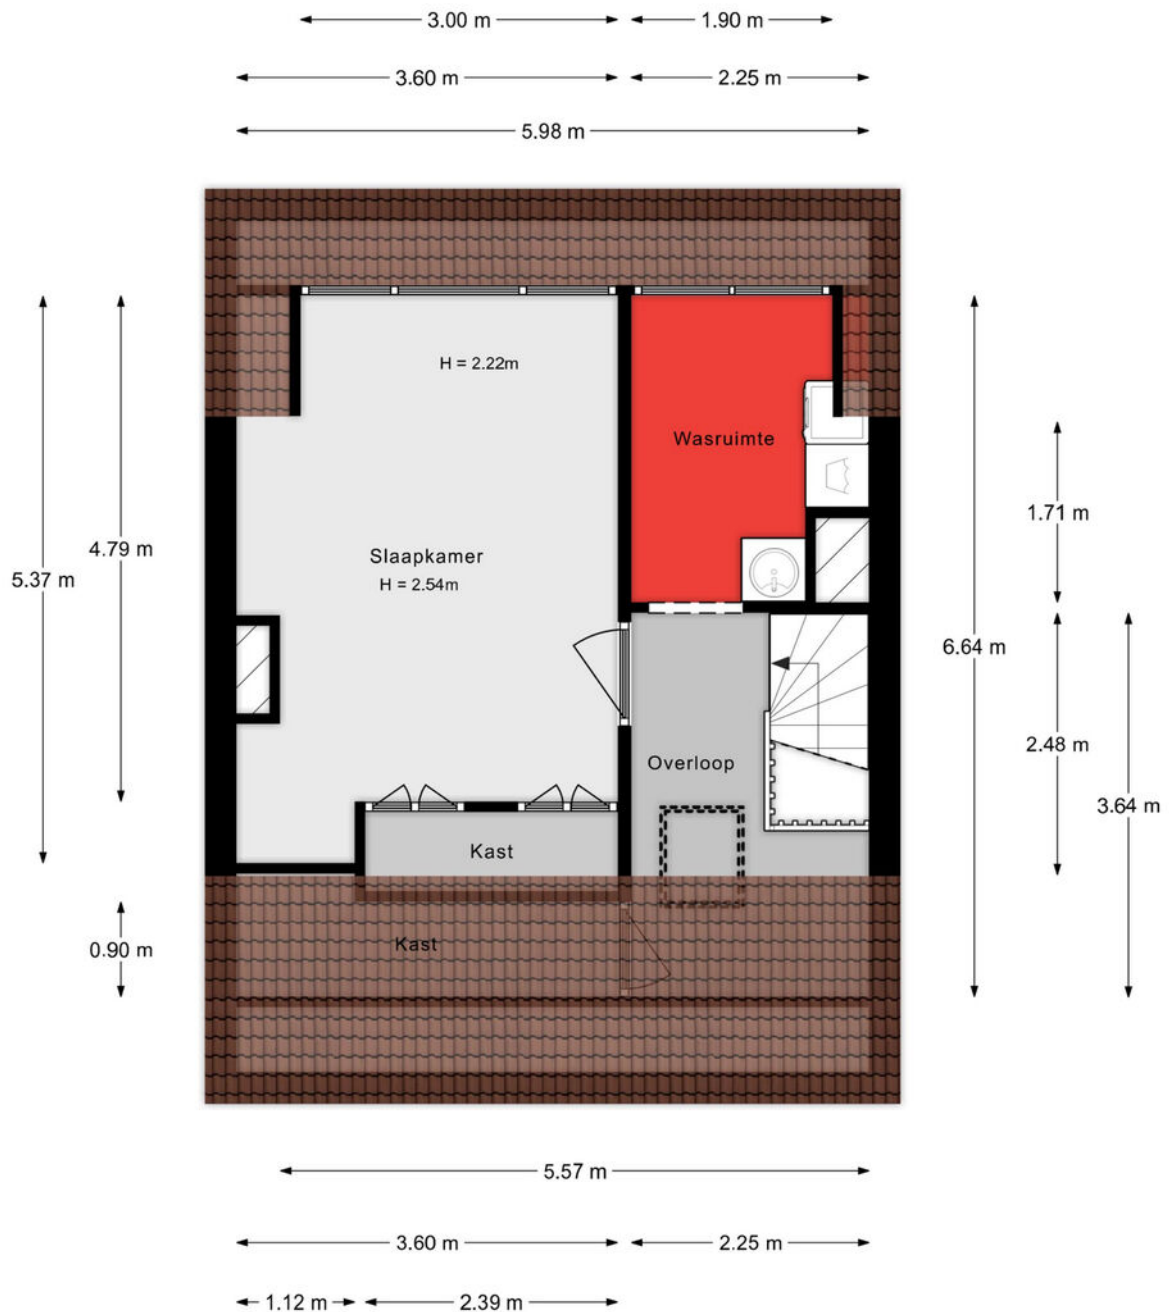 3.00 m
1.90 m
3.60 m
2.25 m
5.98 m
H = 2.22m
Wasruimte
1.71 m
4.79 m
Slaapkamer
5.37 m
H = 2.54m
6.64 m
2.48 m
Overloop
3.64 m
Kast
Kast
0.90 m
5.57 m
3.60 m
2.25 m
1.12 m
2.39 m